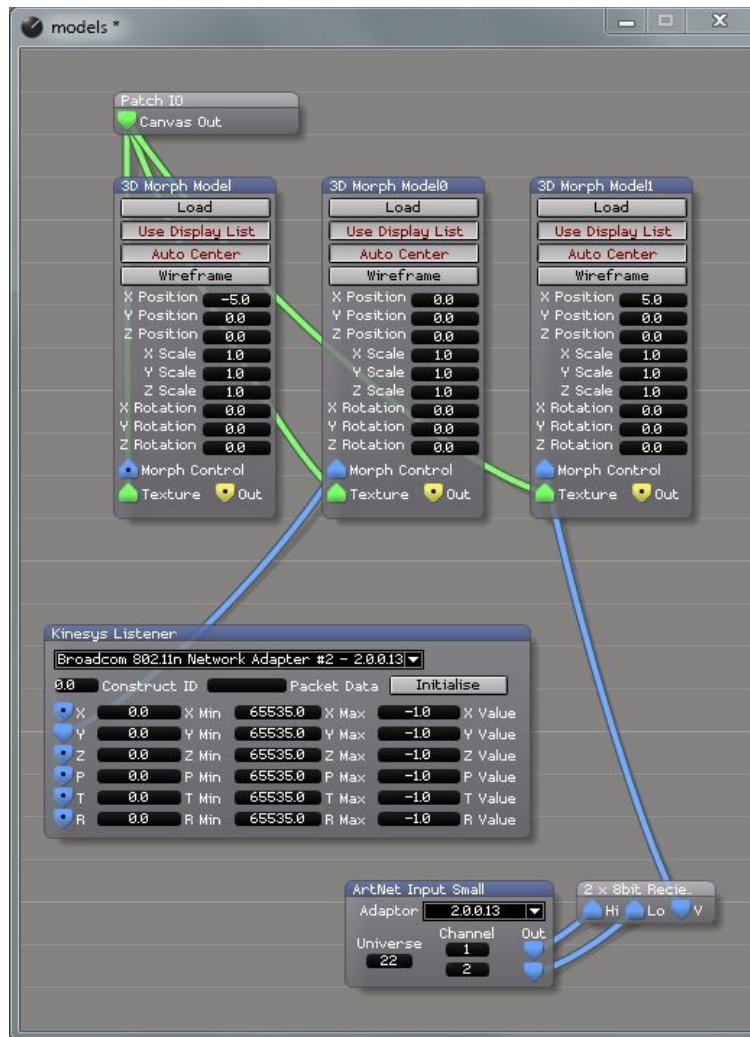 models *
Patch IO
Canvas Out
3D Morph Model
Load
Use Display List
Auto Center
Wireframe
X Position -5.0
Y Position 0.0
Z Position 0.0
X Scale 1.0
Y Scale 1.0
Z Scale 1.0
X Rotation 0.0
Y Rotation 0.0
Z Rotation 0.0
Morph Control
Texture Out
3D Morph Model0
Load
Use Display List
Auto Center
Wireframe
X Position 0.0
Y Position 0.0
Z Position 0.0
X Scale 1.0
Y Scale 1.0
Z Scale 1.0
X Rotation 0.0
Y Rotation 0.0
Z Rotation 0.0
Morph Control
Texture Out
3D Morph Model1
Load
Use Display List
Auto Center
Wireframe
X Position 5.0
Y Position 0.0
Z Position 0.0
X Scale 1.0
Y Scale 1.0
Z Scale 1.0
X Rotation 0.0
Y Rotation 0.0
Z Rotation 0.0
Morph Control
Texture Out
Kinesys Listener
Broadcom 802.11n Network Adapter #2 - 2.0.0.13
0.0 Construct ID Packet Data Initialise
X 0.0 X Min 65535.0 X Max -1.0 X Value
Y 0.0 Y Min 65535.0 Y Max -1.0 Y Value
Z 0.0 Z Min 65535.0 Z Max -1.0 Z Value
P 0.0 P Min 65535.0 P Max -1.0 P Value
T 0.0 T Min 65535.0 T Max -1.0 T Value
R 0.0 R Min 65535.0 R Max -1.0 R Value
ArtNet Input Small
Adaptor 2.0.0.13
Channel Out
Universe 1
22 2
2 x 8bit Recie..
Hi Lo V